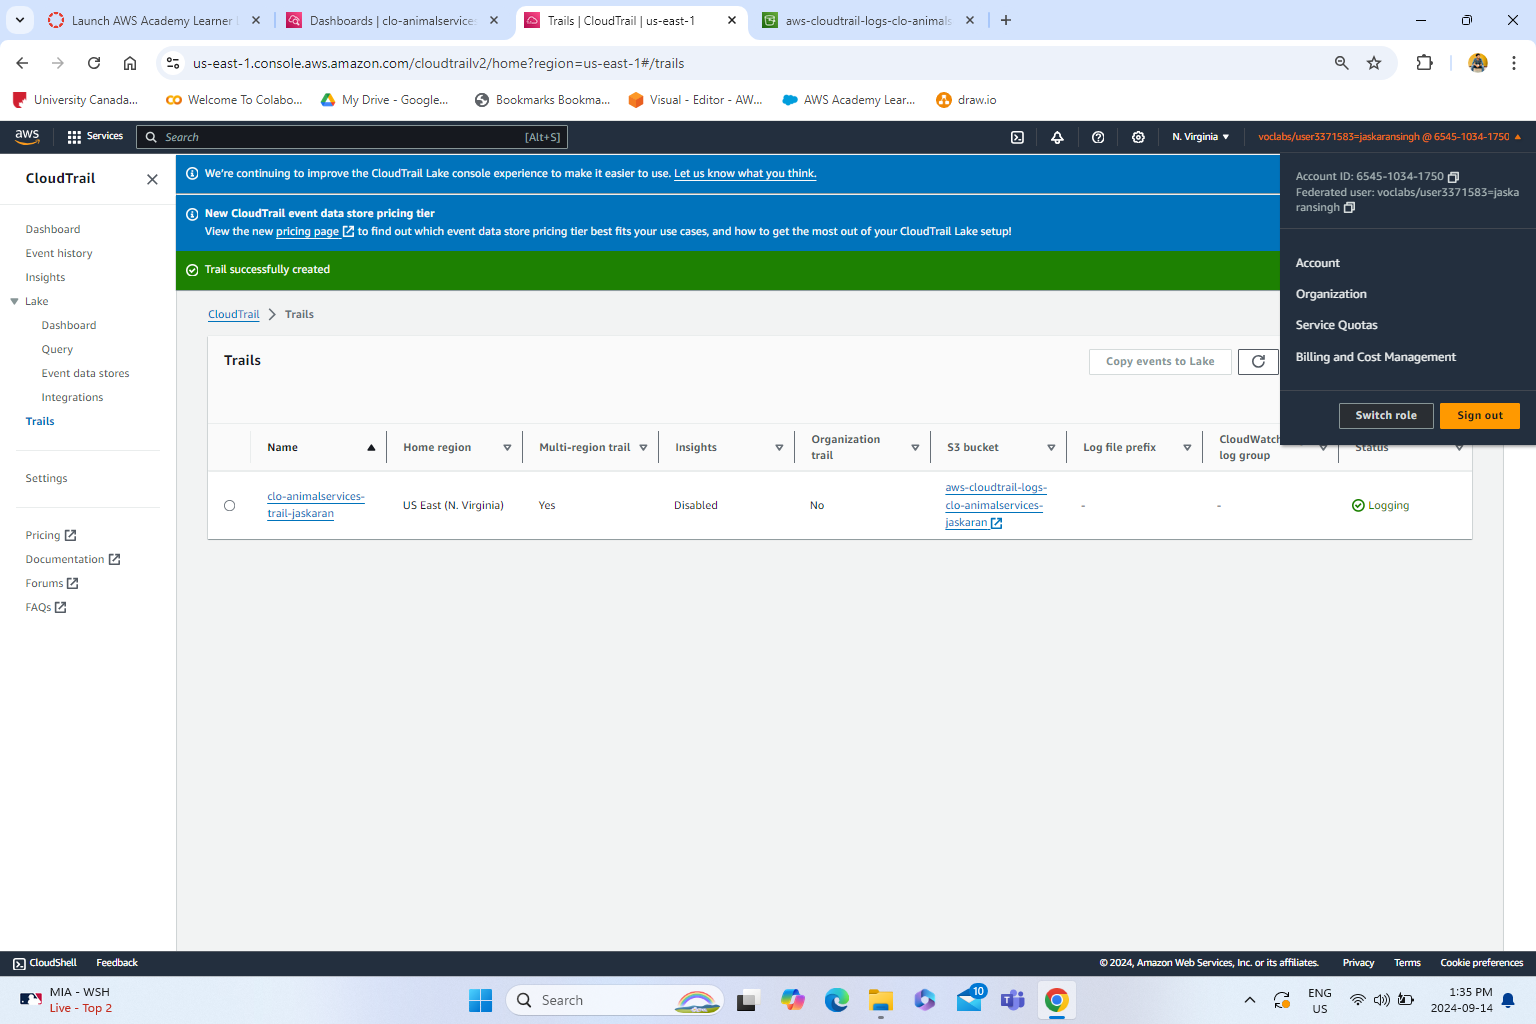 Launch AWS Academy Learner
Dashboards | clo-animalservices
Trails | CloudTrail | us-east-1
aws-cloudtrail-logs-clo-animals
us-east-1.console.aws.amazon.com/cloudtrailv2/home?region=us-east-1#/trails
University Canada...
Welcome To Colabo...
My Drive - Google...
Bookmarks Bookma...
Visual - Editor - AW...
AWS Academy Lear...
draw.io
aws
Services
Search
[Alt+S]
N. Virginia
voclabs/user3371583=jaskaransingh @ 6545-1034-1750
CloudTrail
Dashboard
Event history
Insights
Lake
Dashboard
Query
Event data stores
Integrations
Trails
Settings
Pricing
Documentation
Forums
FAQs
We're continuing to improve the CloudTrail Lake console experience to make it easier to use. Let us know what you think.
New CloudTrail event data store pricing tier
View the new pricing page to find out which event data store pricing tier best fits your use cases, and how to get the most out of your CloudTrail Lake setup!
Trail successfully created
Account ID: 6545-1034-1750
Federated user: voclabs/user3371583=jaska
ransingh
Account
Organization
Service Quotas
Billing and Cost Management
Switch role
Sign out
CloudTrail
Trails
Trails
Copy events to Lake
Name
Home region
Multi-region trail
Insights
Organization
trail
S3 bucket
Log file prefix
CloudWatch
log group
Status
clo-animalservices-
trail-jaskaran
US East (N. Virginia)
Yes
Disabled
No
aws-cloudtrail-logs-
clo-animalservices-
jaskaran
-
-
Logging
CloudShell
Feedback
© 2024, Amazon Web Services, Inc. or its affiliates.
Privacy
Terms
Cookie preferences
MIA - WSH
Live - Top 2
Search
10
ENG
US
1:35 PM
2024-09-14